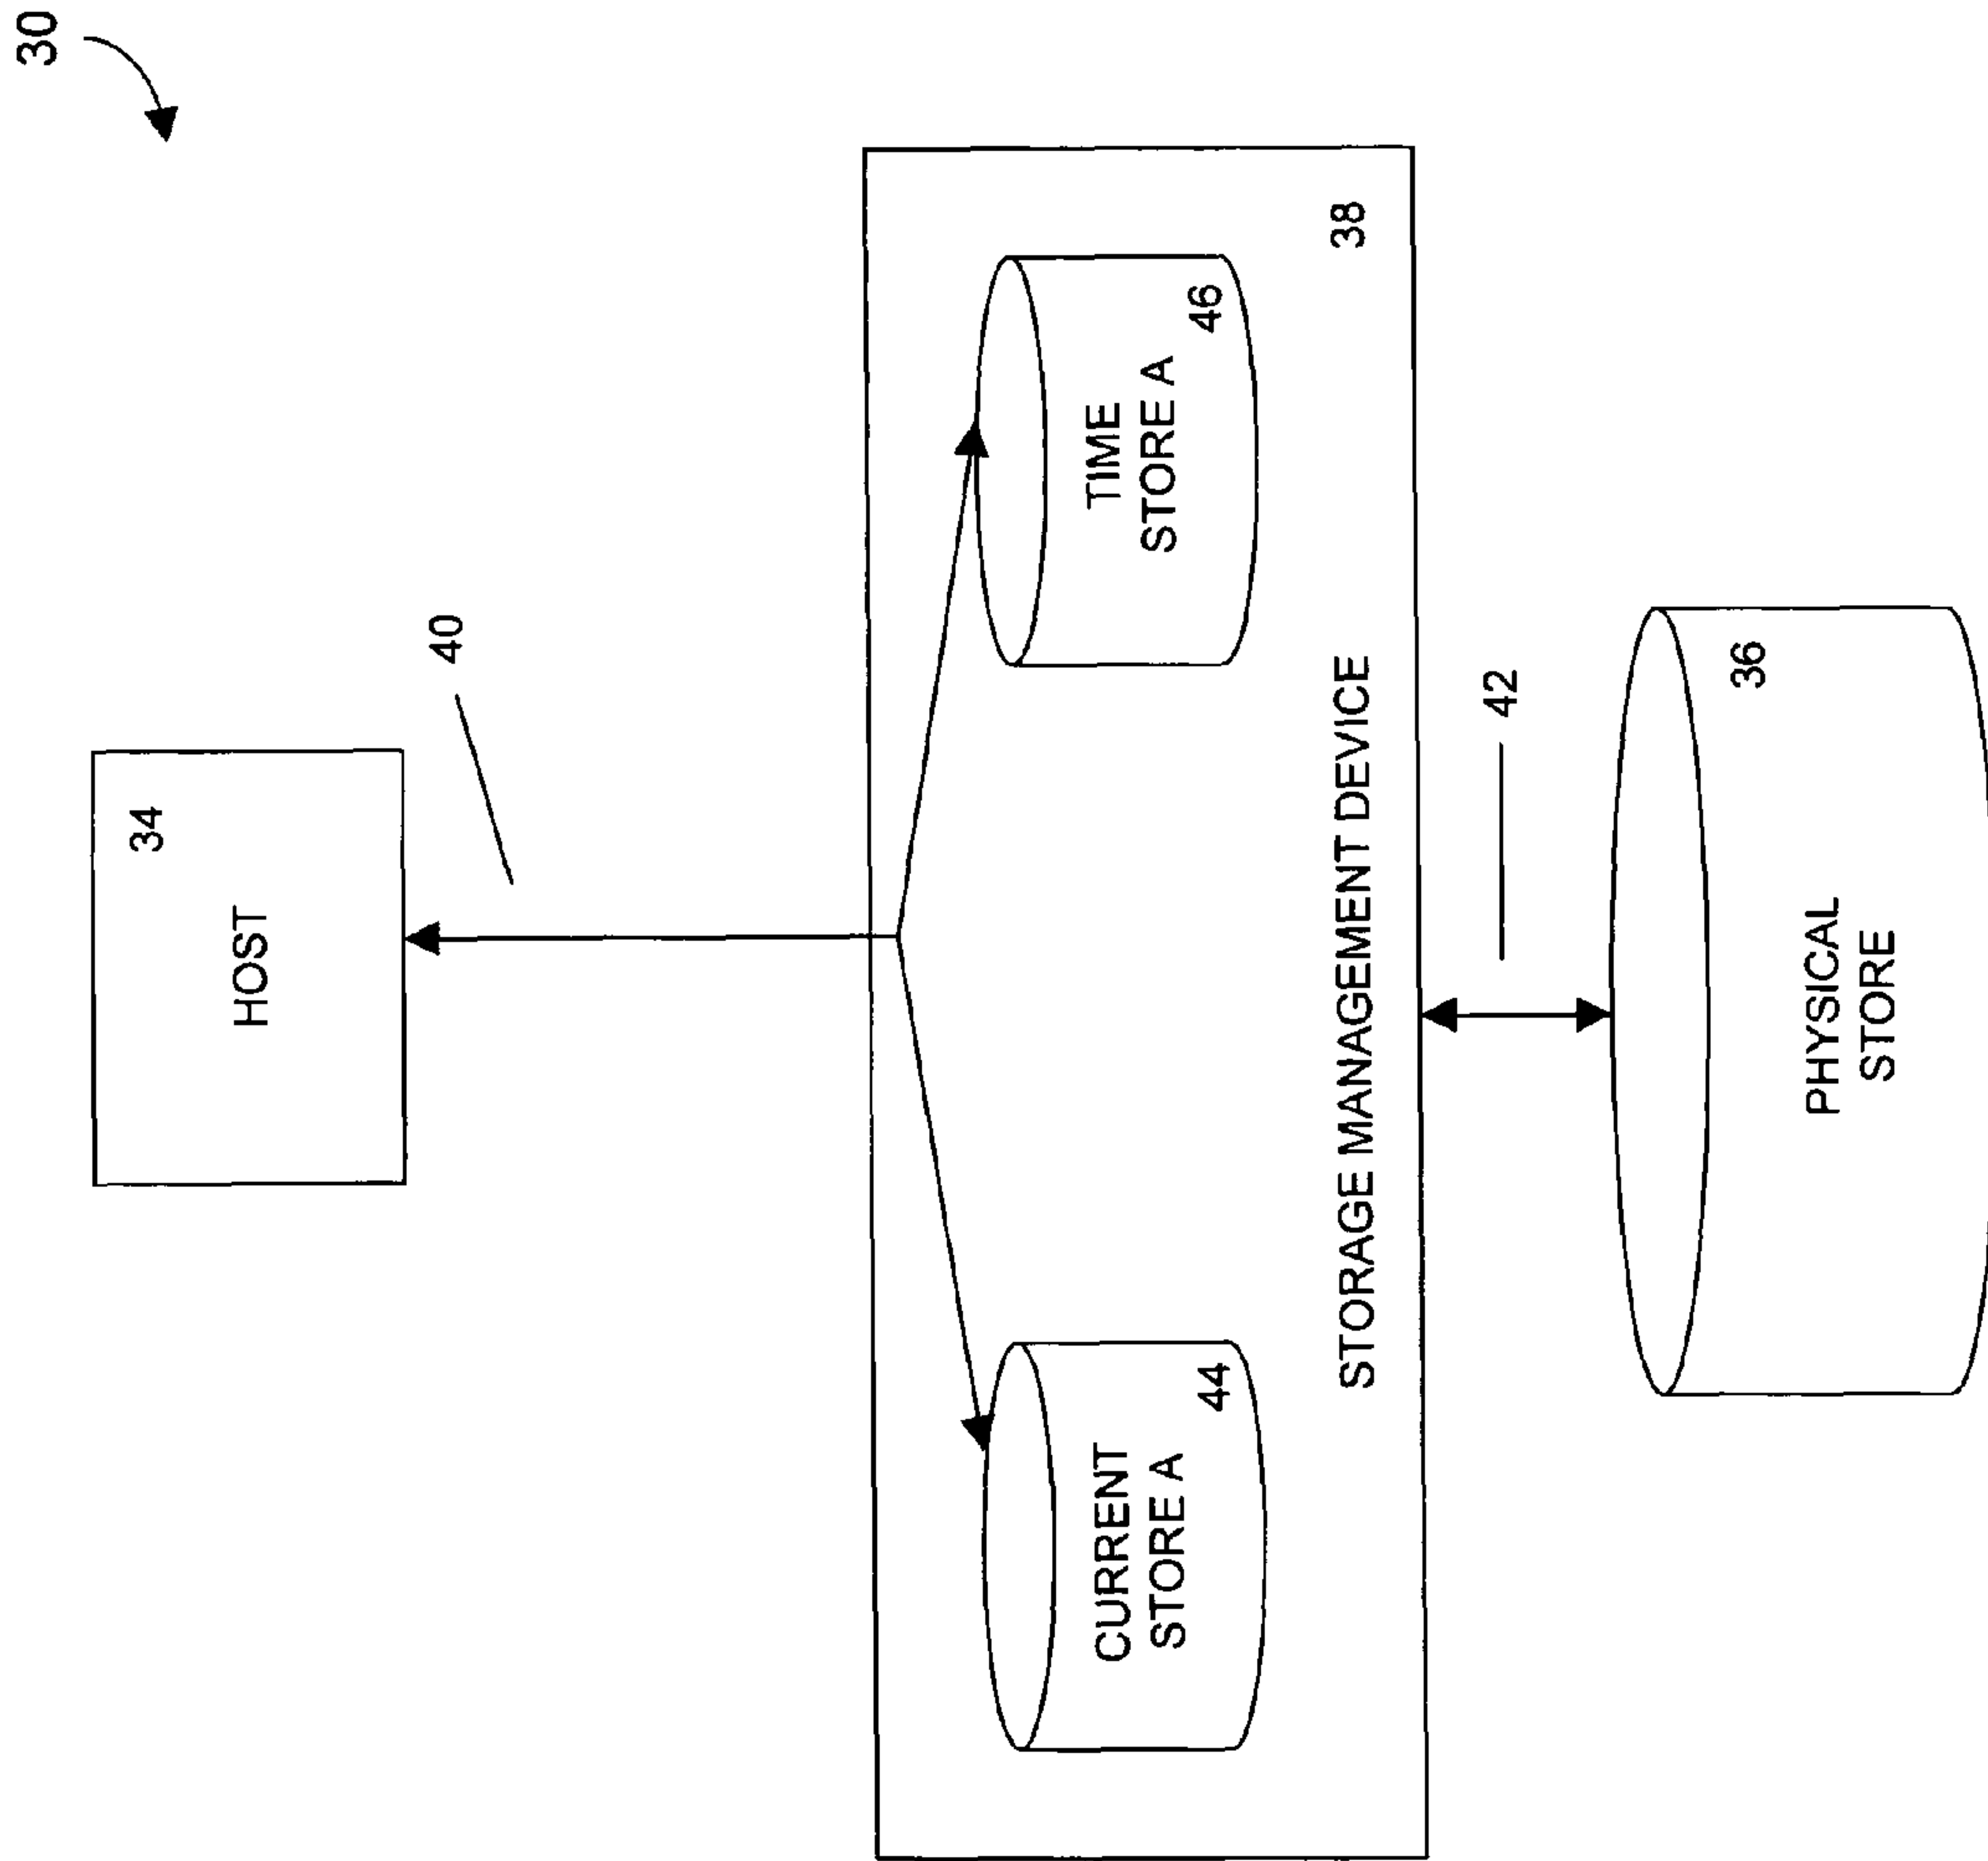 30
34
HOST
40
TIME
STORE A
46
CURRENT
STORE A
44
STORAGE MANAGEMENT DEVICE
38
42
36
PHYSICAL
STORE